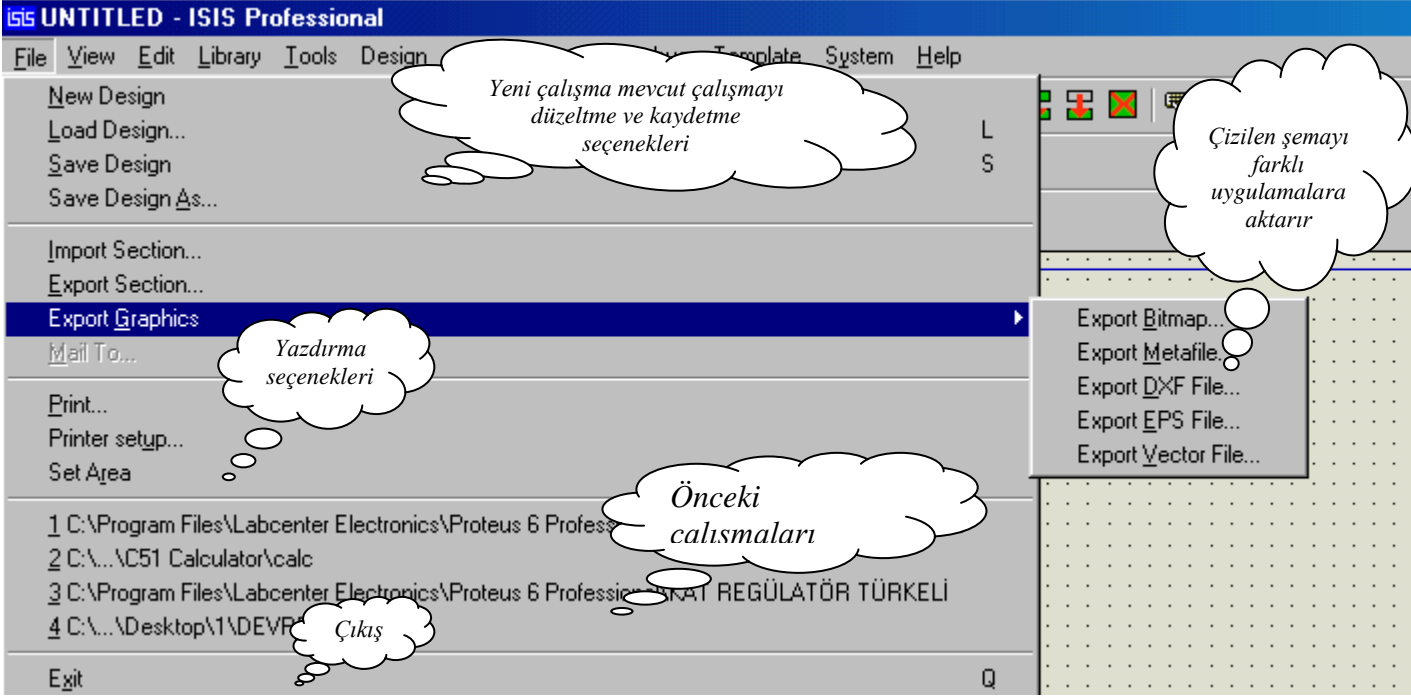 isis UNTITLED - ISIS Professional
File View Edit Library Tools Design Template System Help
New Design
Load Design... L
Save Design S
Save Design As...
Import Section...
Export Section...
Export Graphics
Mail To...
Print...
Printer setup...
Set Area
1 C:\Program Files\Labcenter Electronics\Proteus 6 Profess
2 C:\...\C51 Calculator\calc
3 C:\Program Files\Labcenter Electronics\Proteus 6 Professional\KAT REGÜLATÖR TÜRKELİ
4 C:\...\Desktop\1\DEVR
Exit Q
Export Bitmap...
Export Metafile...
Export DXF File...
Export EPS File...
Export Vector File...
Yeni çalışma mevcut çalışmayı
düzeltme ve kaydetme
seçenekleri
Çizilen şemayı
farklı
uygulamalara
aktarır
Yazdırma
seçenekleri
Önceki
calısmaları
Çıkış